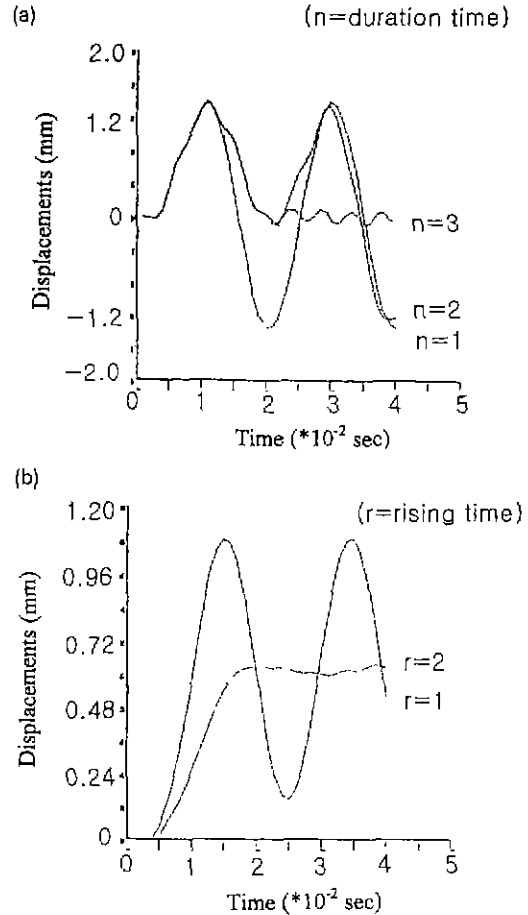 (a)
(n=duration time)
2.0
1.2
0
−1.2
−2.0
Displacements (mm)
n=3
n=2
n=1
0 1 2 3 4 5
Time (*10⁻² sec)
(b)
(r=rising time)
1.20
0.96
0.72
0.48
0.24
0
Displacements (mm)
r=2
r=1
0 1 2 3 4 5
Time (*10⁻² sec)